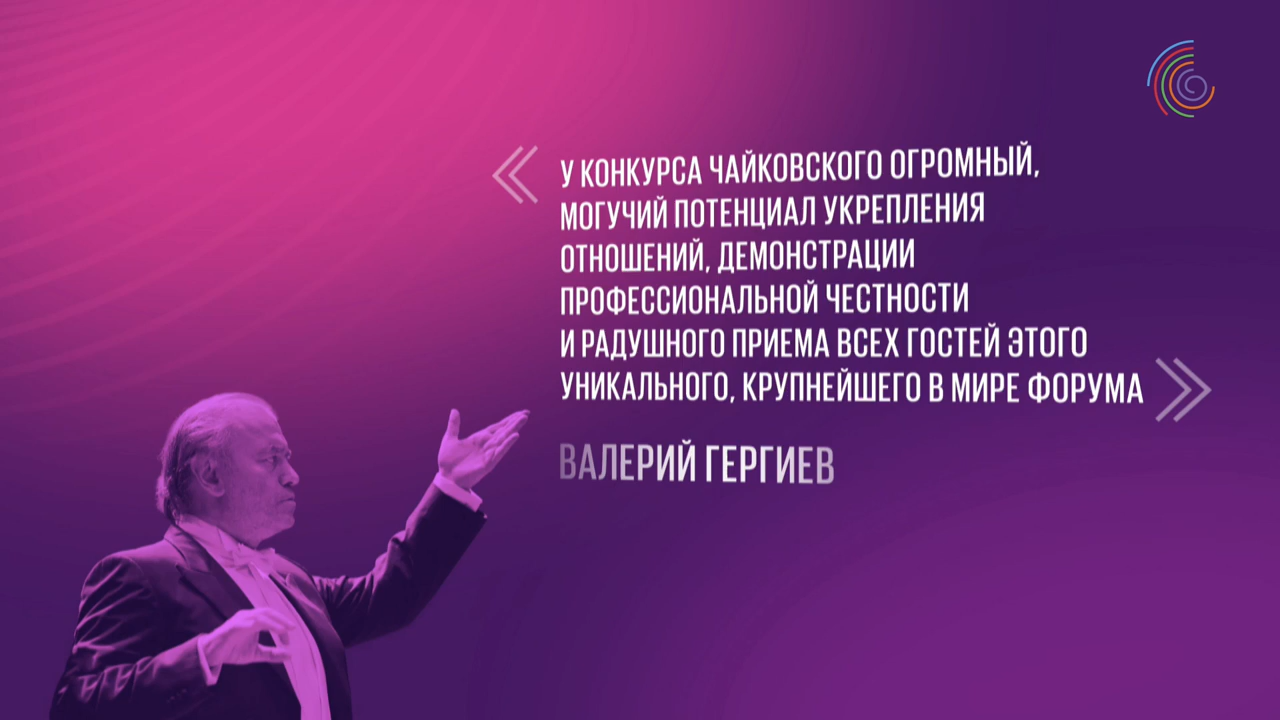 «
У КОНКУРСА ЧАЙКОВСКОГО ОГРОМНЫЙ,
МОГУЧИЙ ПОТЕНЦИАЛ УКРЕПЛЕНИЯ
ОТНОШЕНИЙ, ДЕМОНСТРАЦИИ
ПРОФЕССИОНАЛЬНОЙ ЧЕСТНОСТИ
И РАДУШНОГО ПРИЕМА ВСЕХ ГОСТЕЙ ЭТОГО
УНИКАЛЬНОГО, КРУПНЕЙШЕГО В МИРЕ ФОРУМА
»
ВАЛЕРИЙ ГЕРГИЕВ